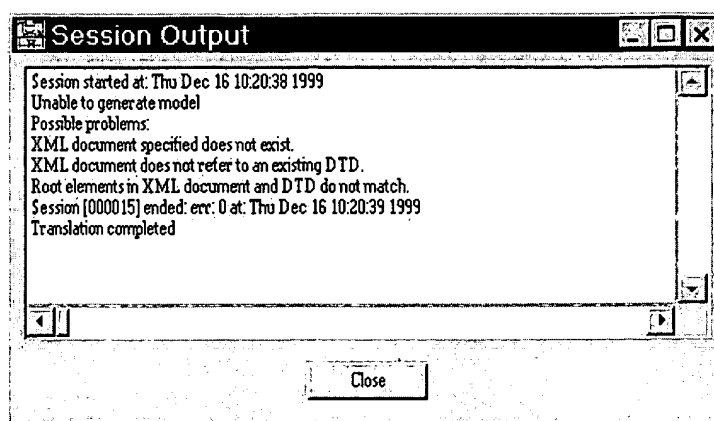 Session Output
Session started at: Thu Dec 16 10:20:38 1999
Unable to generate model
Possible problems:
XML document specified does not exist.
XML document does not refer to an existing DTD.
Root elements in XML document and DTD do not match.
Session [000015] ended: err: 0 at: Thu Dec 16 10:20:39 1999
Translation completed
Close